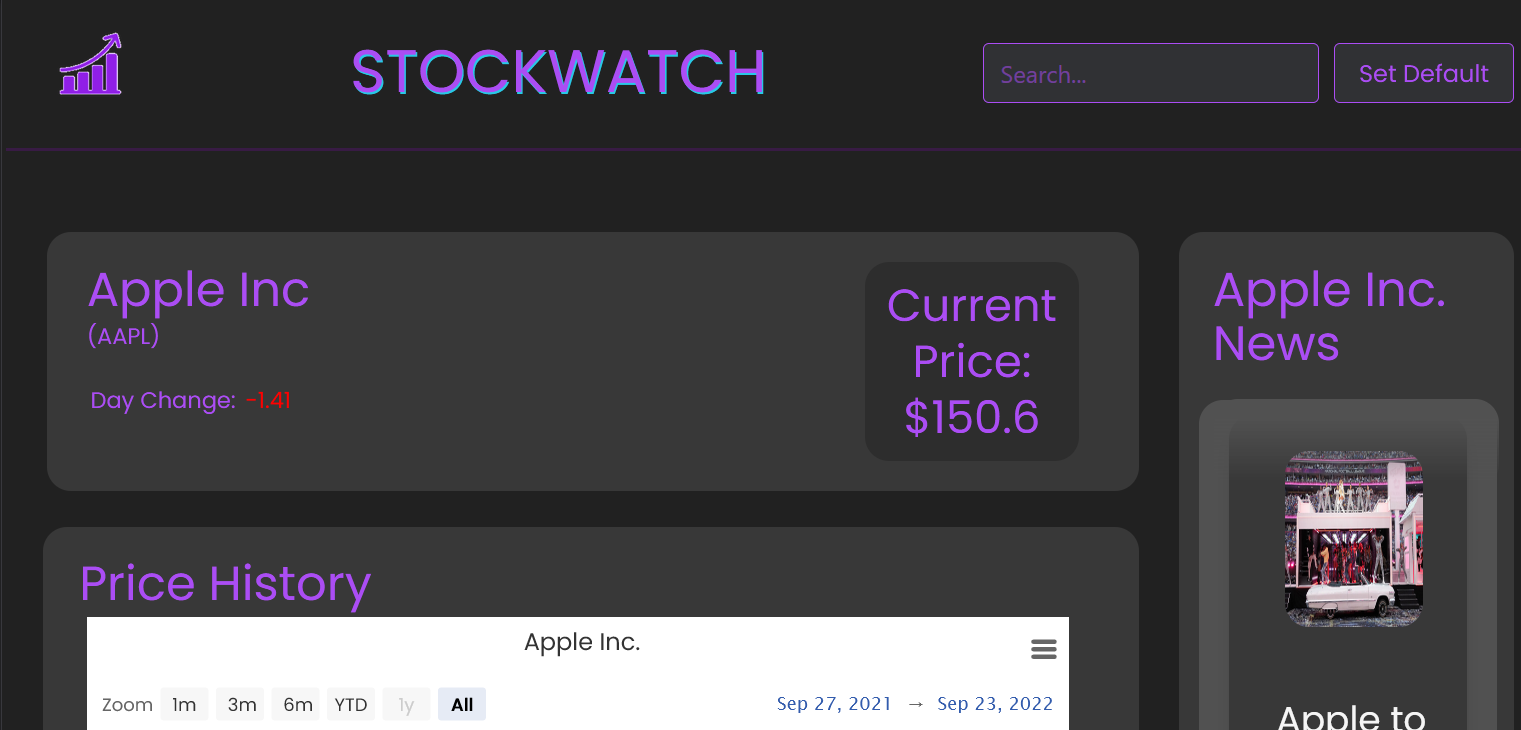 STOCKWATCH
Search...
Set Default
Apple Inc
(AAPL)
Day Change: -1.41
Current
Price:
$150.6
Apple Inc.
News
Apple to
Price History
Apple Inc.
Zoom 1m 3m 6m YTD 1y All
Sep 27, 2021 → Sep 23, 2022